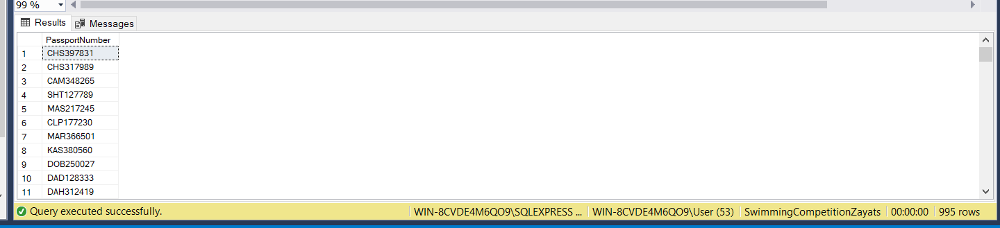 99 %
Results Messages
PassportNumber
1 CHS397831
2 CHS317989
3 CAM348265
4 SHT127789
5 MAS217245
6 CLP177230
7 MAR366501
8 KAS380560
9 DOB250027
10 DAD128333
11 DAH312419
Query executed successfully. WIN-8CVDE4M6QO9\SQLEXPRESS ... WIN-8CVDE4M6QO9\User (53) SwimmingCompetitionZayats 00:00:00 995 rows